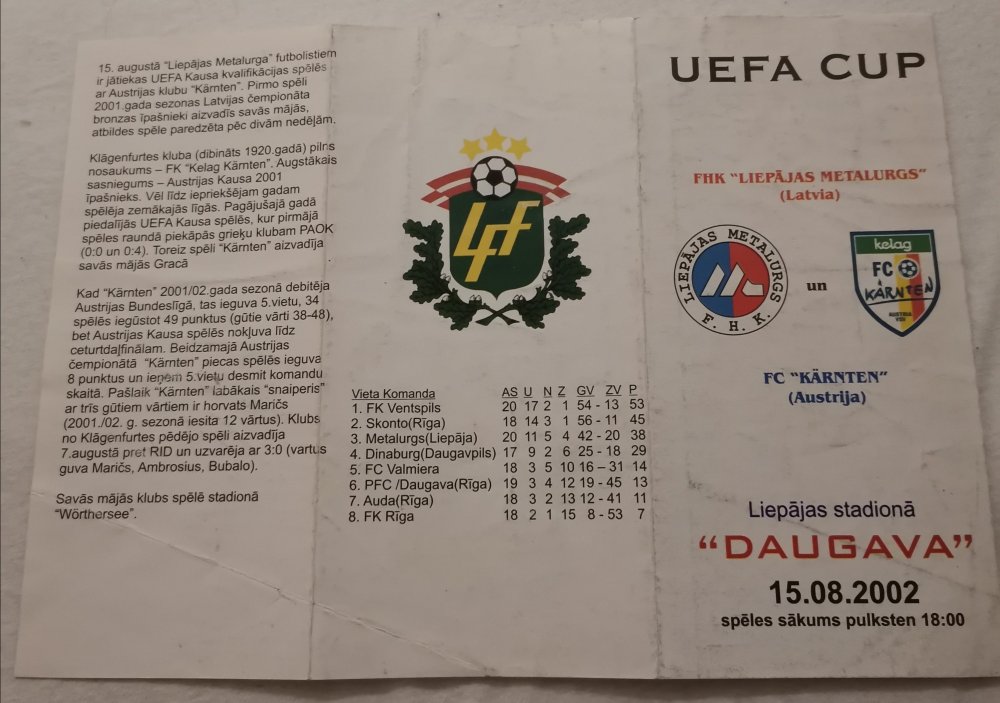 15. augustā "Liepājas Metalurga" futbolistiem
ir jātiekas UEFA Kausa kvalifikācijas spēlēs
ar Austrijas klubu "Kärnten". Pirmo spēli
2001.gada sezonas Latvijas čempionāta
bronzas īpašnieki aizvadīs savās mājās,
atbildes spēle paredzēta pēc divām nedēļām.
Klāgenfurtes kluba (dibināts 1920.gadā) pilns
nosaukums – FK "Kelag Kärnten". Augstākais
sasniegums – Austrijas Kausa 2001
īpašnieks. Vēl līdz iepriekšējam gadam
spēlēja zemākajās līgās. Pagājušajā gadā
piedalījās UEFA Kausa spēlēs, kur pirmajā
spēles raundā piekāpās grieķu klubam PAOK
(0:0 un 0:4). Toreiz spēli "Kärnten" aizvadīja
savās mājās Gracā
Kad "Kärnten" 2001/02.gada sezonā debitēja
Austrijas Bundeslīgā, tas ieguva 5.vietu, 34
spēlēs iegūstot 49 punktus (gūtie vārti 38-48),
bet Austrijas Kausa spēlēs nokļuva līdz
ceturtdaļfinālam. Beidzamajā Austrijas
čempionātā "Kärnten" piecas spēlēs ieguva
8 punktus un ieņem 5.vietu desmit komandu
skaitā. Pašlaik "Kärnten" labākais "snaiperis"
ar trīs gūtiem vārtiem ir horvats Maričs
(2001./02. g. sezonā iesita 12 vārtus). Klubs
no Klāgenfurtes pēdējo spēli aizvadīja
7.augustā pret RID un uzvarēja ar 3:0 (vartus
guva Maričs, Ambrosius, Bubalo).
Savās mājās klubs spēlē stadionā
"Wörthersee".
LFF
Vieta Komanda AS U N Z GV ZV P
1. FK Ventspils 20 17 2 1 54 - 13 53
2. Skonto(Rīga) 18 14 3 1 56 - 11 45
3. Metalurgs(Liepāja) 20 11 5 4 42 - 20 38
4. Dinaburg(Daugavpils) 17 9 2 6 25 - 18 29
5. FC Valmiera 18 3 5 10 16 – 31 14
6. PFC /Daugava(Rīga) 19 3 4 12 19 - 45 13
7. Auda(Rīga) 18 3 2 13 12 - 41 11
8. FK Rīga 18 2 1 15 8 - 53 7
UEFA CUP
FHK "LIEPĀJAS METALURGS"
(Latvia)
LIEPĀJAS METALURGS
F. H. K.
un
kelag
FC
KÄRNTEN
AUSTRIA
VSV
FC "KÄRNTEN"
(Austrija)
Liepājas stadionā
"DAUGAVA"
15.08.2002
spēles sākums pulksten 18:00